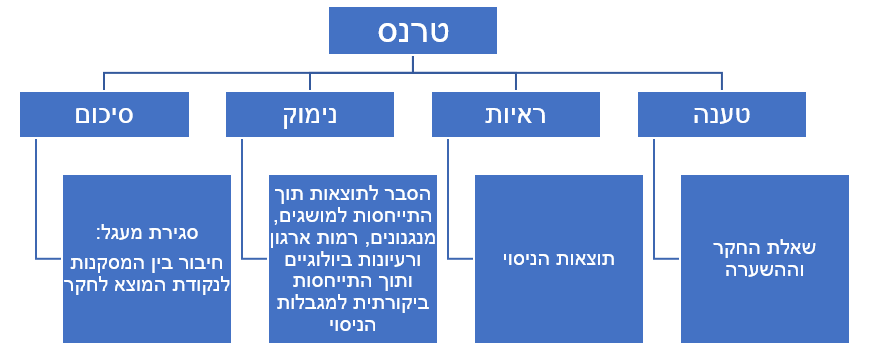 טרנס
טענה
ראיות
נימוק
סיכום
שאלת החקר
וההשערה
תוצאות הניסוי
הסבר לתוצאות תוך
התייחסות למושגים,
מנגנונים, רמות ארגון
ורעיונות ביולוגיים
ותוך התייחסות
ביקורתית למגבלות
הניסוי
סגירת מעגל:
חיבור בין המסקנות
לנקודת המוצא לחקר